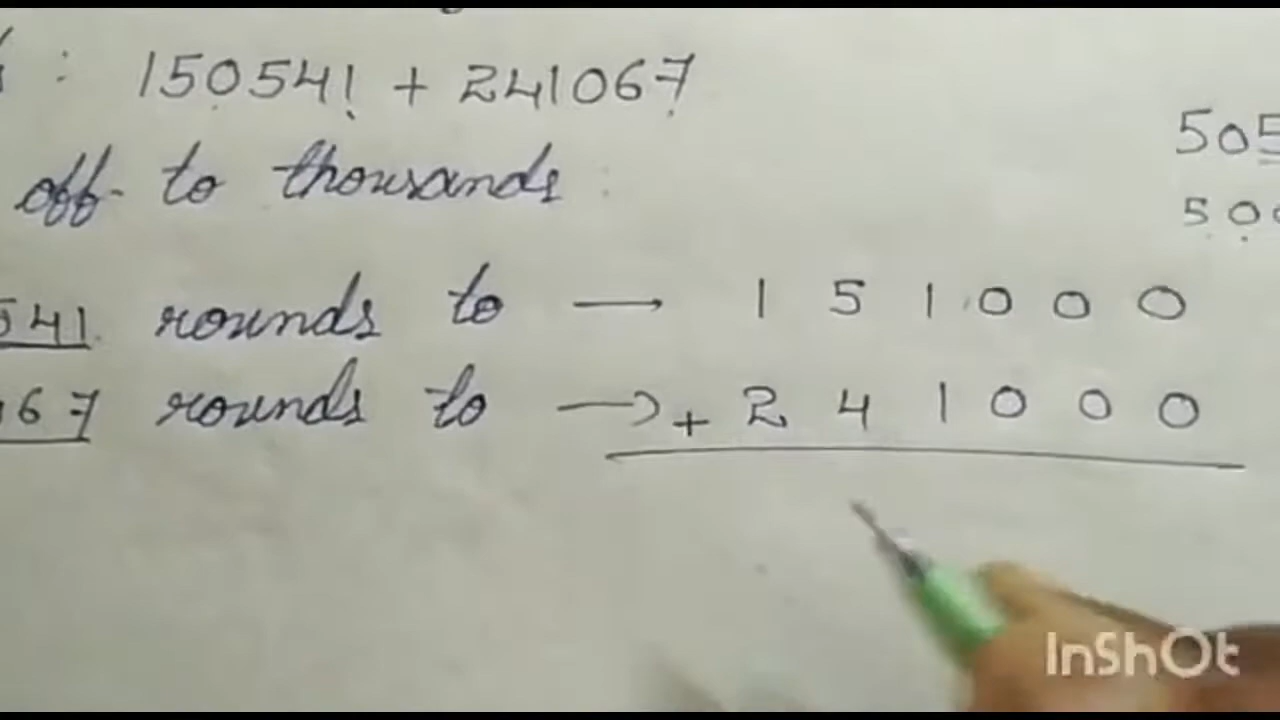 : 150541 + 241067
off to thousands
541 rounds to → 1 5 1 0 0 0
67 rounds to → + 2 4 1 0 0 0
505
500
InShOt